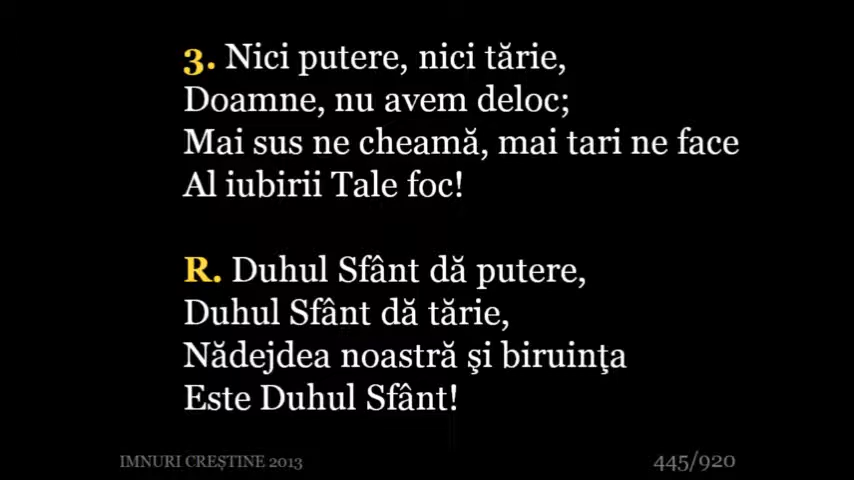 3. Nici putere, nici tărie,
Doamne, nu avem deloc;
Mai sus ne cheamă, mai tari ne face
Al iubirii Tale foc!
R. Duhul Sfânt dă putere,
Duhul Sfânt dă tărie,
Nădejdea noastră şi biruinţa
Este Duhul Sfânt!
IMNURI CREȘTINE 2013
445/920